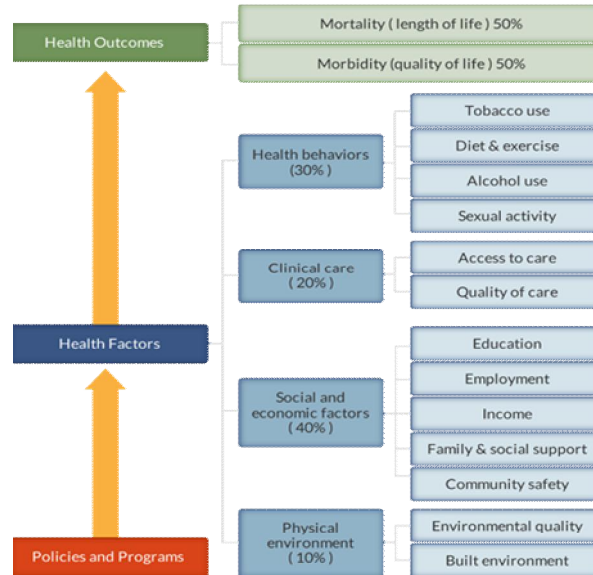 Health Outcomes
Mortality ( length of life ) 50%
Morbidity (quality of life ) 50%
Health behaviors
(30% )
Tobacco use
Diet & exercise
Alcohol use
Sexual activity
Clinical care
( 20% )
Access to care
Quality of care
Health Factors
Social and
economic factors
( 40% )
Education
Employment
Income
Family & social support
Community safety
Physical
environment
( 10% )
Environmental quality
Built environment
Policies and Programs